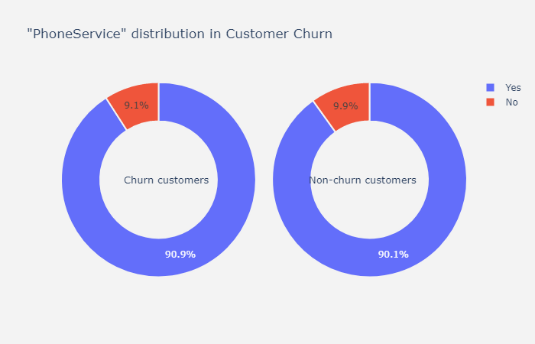 "PhoneService" distribution in Customer Churn
Yes
No
9.1%
9.9%
Churn customers
Non-churn customers
90.9%
90.1%